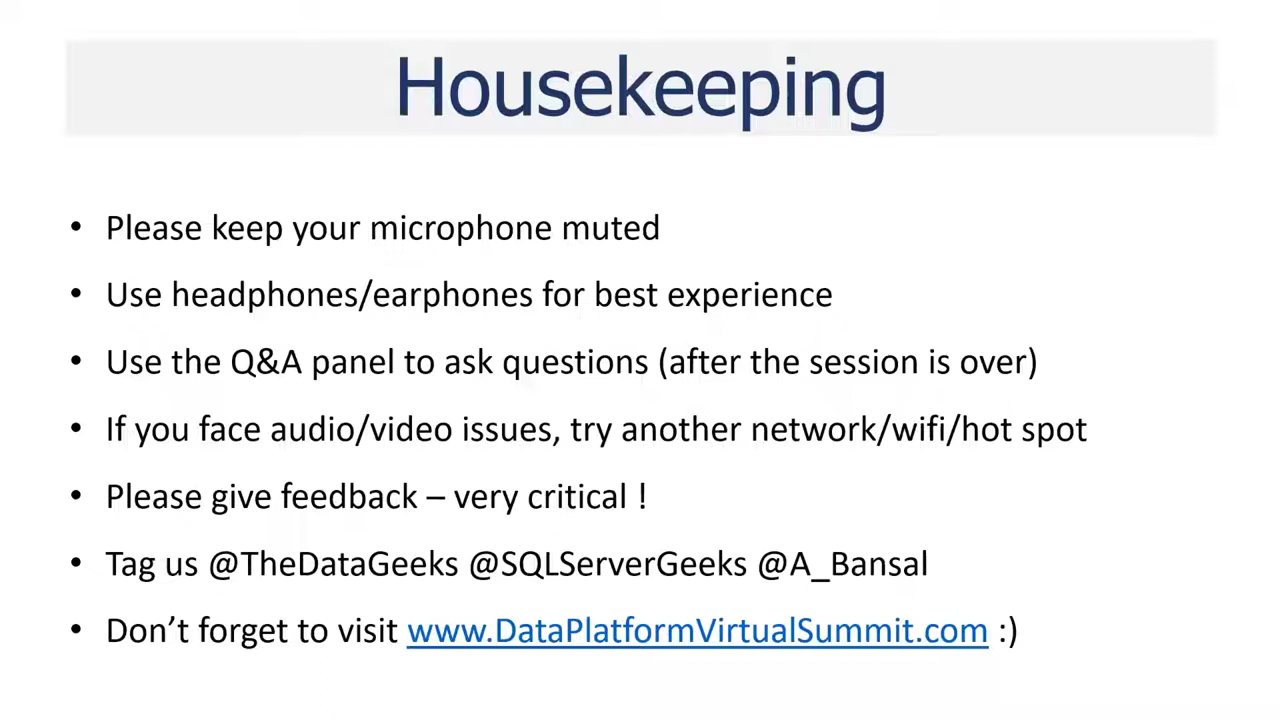 Housekeeping
• Please keep your microphone muted
• Use headphones/earphones for best experience
• Use the Q&A panel to ask questions (after the session is over)
• If you face audio/video issues, try another network/wifi/hot spot
• Please give feedback – very critical !
• Tag us @TheDataGeeks @SQLServerGeeks @A_Bansal
• Don’t forget to visit www.DataPlatformVirtualSummit.com :)